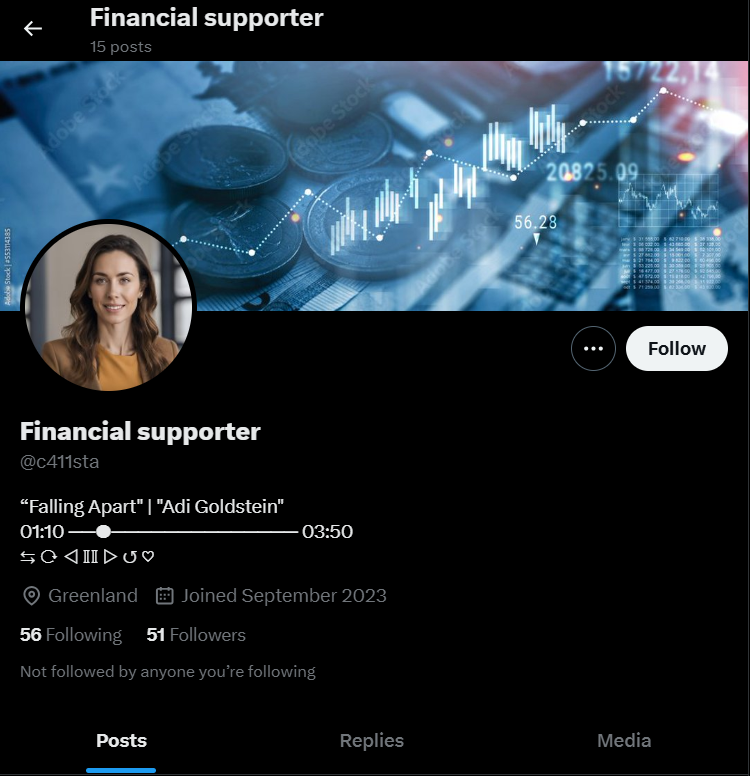 Financial supporter
15 posts
15722,14
20825.09
56.28
Adobe Stock
Adobe Stock | #553114385
Follow
Financial supporter
@c411sta
“Falling Apart" | "Adi Goldstein"
01:10 ──●────────── 03:50
⇆ ⟳ ◁ 𝕀𝕀 ▷ ↺ ♡
Greenland Joined September 2023
56 Following 51 Followers
Not followed by anyone you’re following
Posts Replies Media